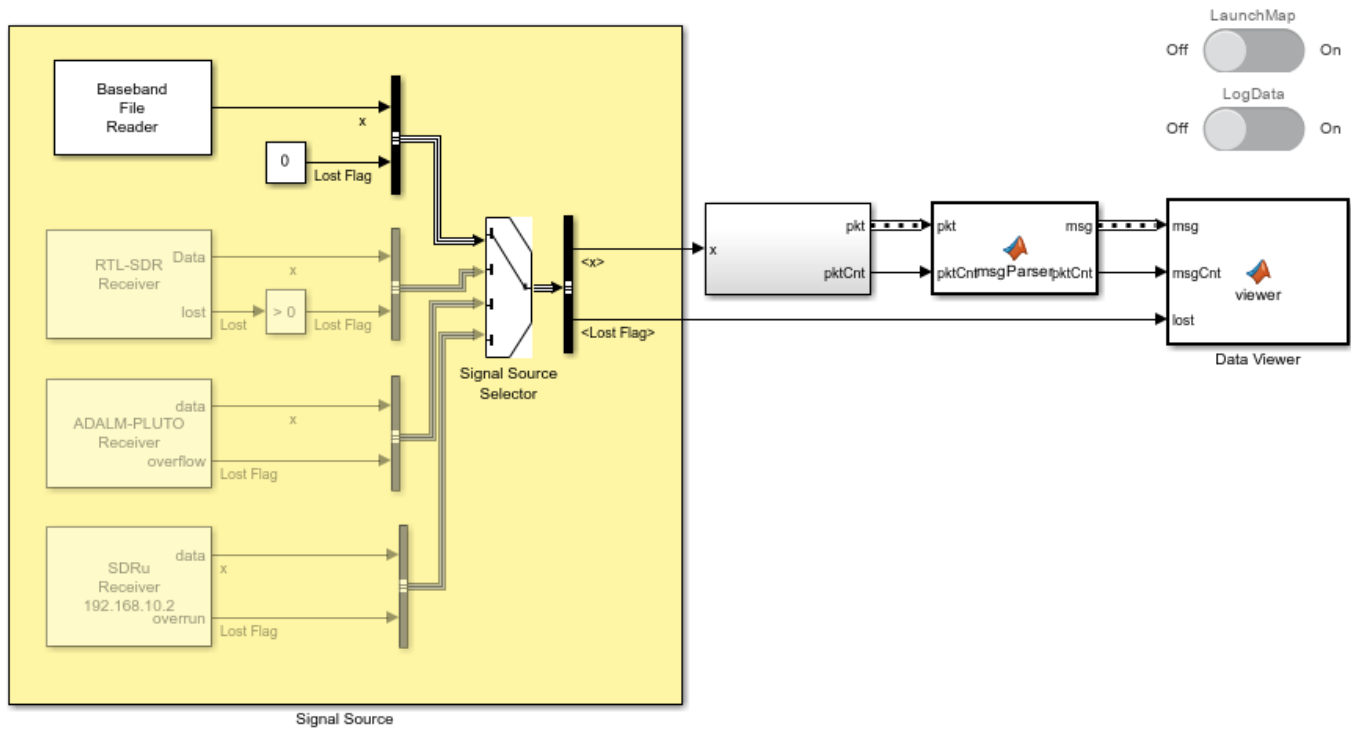 LaunchMap
Off On
LogData
Off On
Baseband
File
Reader
x
0
Lost Flag
RTL-SDR
Receiver
Data
lost
x
Lost
> 0
Lost Flag
ADALM-PLUTO
Receiver
data
overflow
x
Lost Flag
SDRu
Receiver
192.168.10.2
data
overrun
x
Lost Flag
Signal Source
Selector
<x>
<Lost Flag>
x
pkt
pktCnt
pkt
pktCnt
msgParser
msg
pktCnt
msg
msgCnt
lost
viewer
Data Viewer
Signal Source